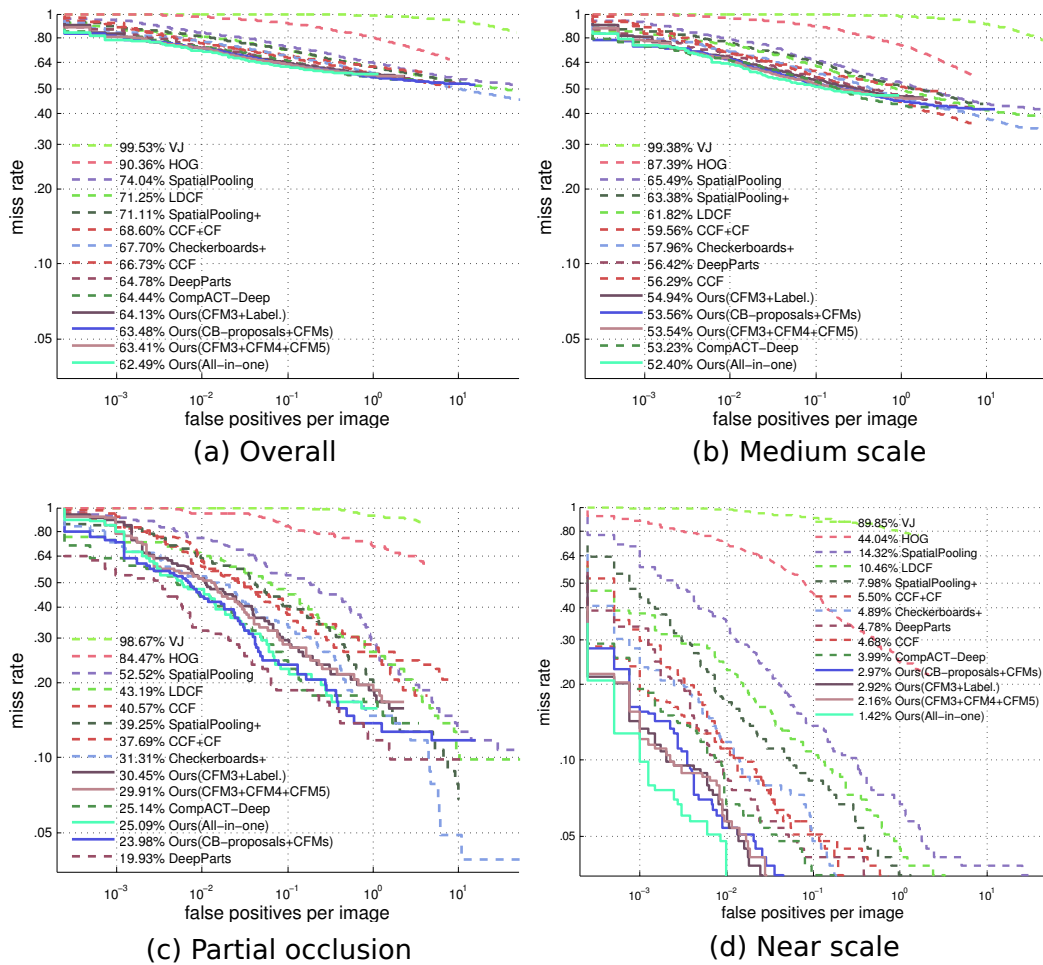 1
.80
.64
.50
.40
.30
.20
.10
.05
miss rate
99.53% VJ
90.36% HOG
74.04% SpatialPooling
71.25% LDCF
71.11% SpatialPooling+
68.60% CCF+CF
67.70% Checkerboards+
66.73% CCF
64.78% DeepParts
64.44% CompACT-Deep
64.13% Ours(CFM3+Label.)
63.48% Ours(CB-proposals+CFMs)
63.41% Ours(CFM3+CFM4+CFM5)
62.49% Ours(All-in-one)
10⁻³ 10⁻² 10⁻¹ 10⁰ 10¹
false positives per image
(a) Overall
1
.80
.64
.50
.40
.30
.20
.10
.05
miss rate
99.38% VJ
87.39% HOG
65.49% SpatialPooling
63.38% SpatialPooling+
61.82% LDCF
59.56% CCF+CF
57.96% Checkerboards+
56.42% DeepParts
56.29% CCF
54.94% Ours(CFM3+Label.)
53.56% Ours(CB-proposals+CFMs)
53.54% Ours(CFM3+CFM4+CFM5)
53.23% CompACT-Deep
52.40% Ours(All-in-one)
10⁻³ 10⁻² 10⁻¹ 10⁰ 10¹
false positives per image
(b) Medium scale
1
.80
.64
.50
.40
.30
.20
.10
.05
miss rate
98.67% VJ
84.47% HOG
52.52% SpatialPooling
43.19% LDCF
40.57% CCF
39.25% SpatialPooling+
37.69% CCF+CF
31.31% Checkerboards+
30.45% Ours(CFM3+Label.)
29.91% Ours(CFM3+CFM4+CFM5)
25.14% CompACT-Deep
25.09% Ours(All-in-one)
23.98% Ours(CB-proposals+CFMs)
19.93% DeepParts
10⁻³ 10⁻² 10⁻¹ 10⁰ 10¹
false positives per image
(c) Partial occlusion
1
.80
.64
.50
.40
.30
.20
.10
.05
miss rate
89.85% VJ
44.04% HOG
14.32% SpatialPooling
10.46% LDCF
7.98% SpatialPooling+
5.50% CCF+CF
4.89% Checkerboards+
4.78% DeepParts
4.68% CCF
3.99% CompACT-Deep
2.97% Ours(CB-proposals+CFMs)
2.92% Ours(CFM3+Label.)
2.16% Ours(CFM3+CFM4+CFM5)
1.42% Ours(All-in-one)
10⁻³ 10⁻² 10⁻¹ 10⁰ 10¹
false positives per image
(d) Near scale